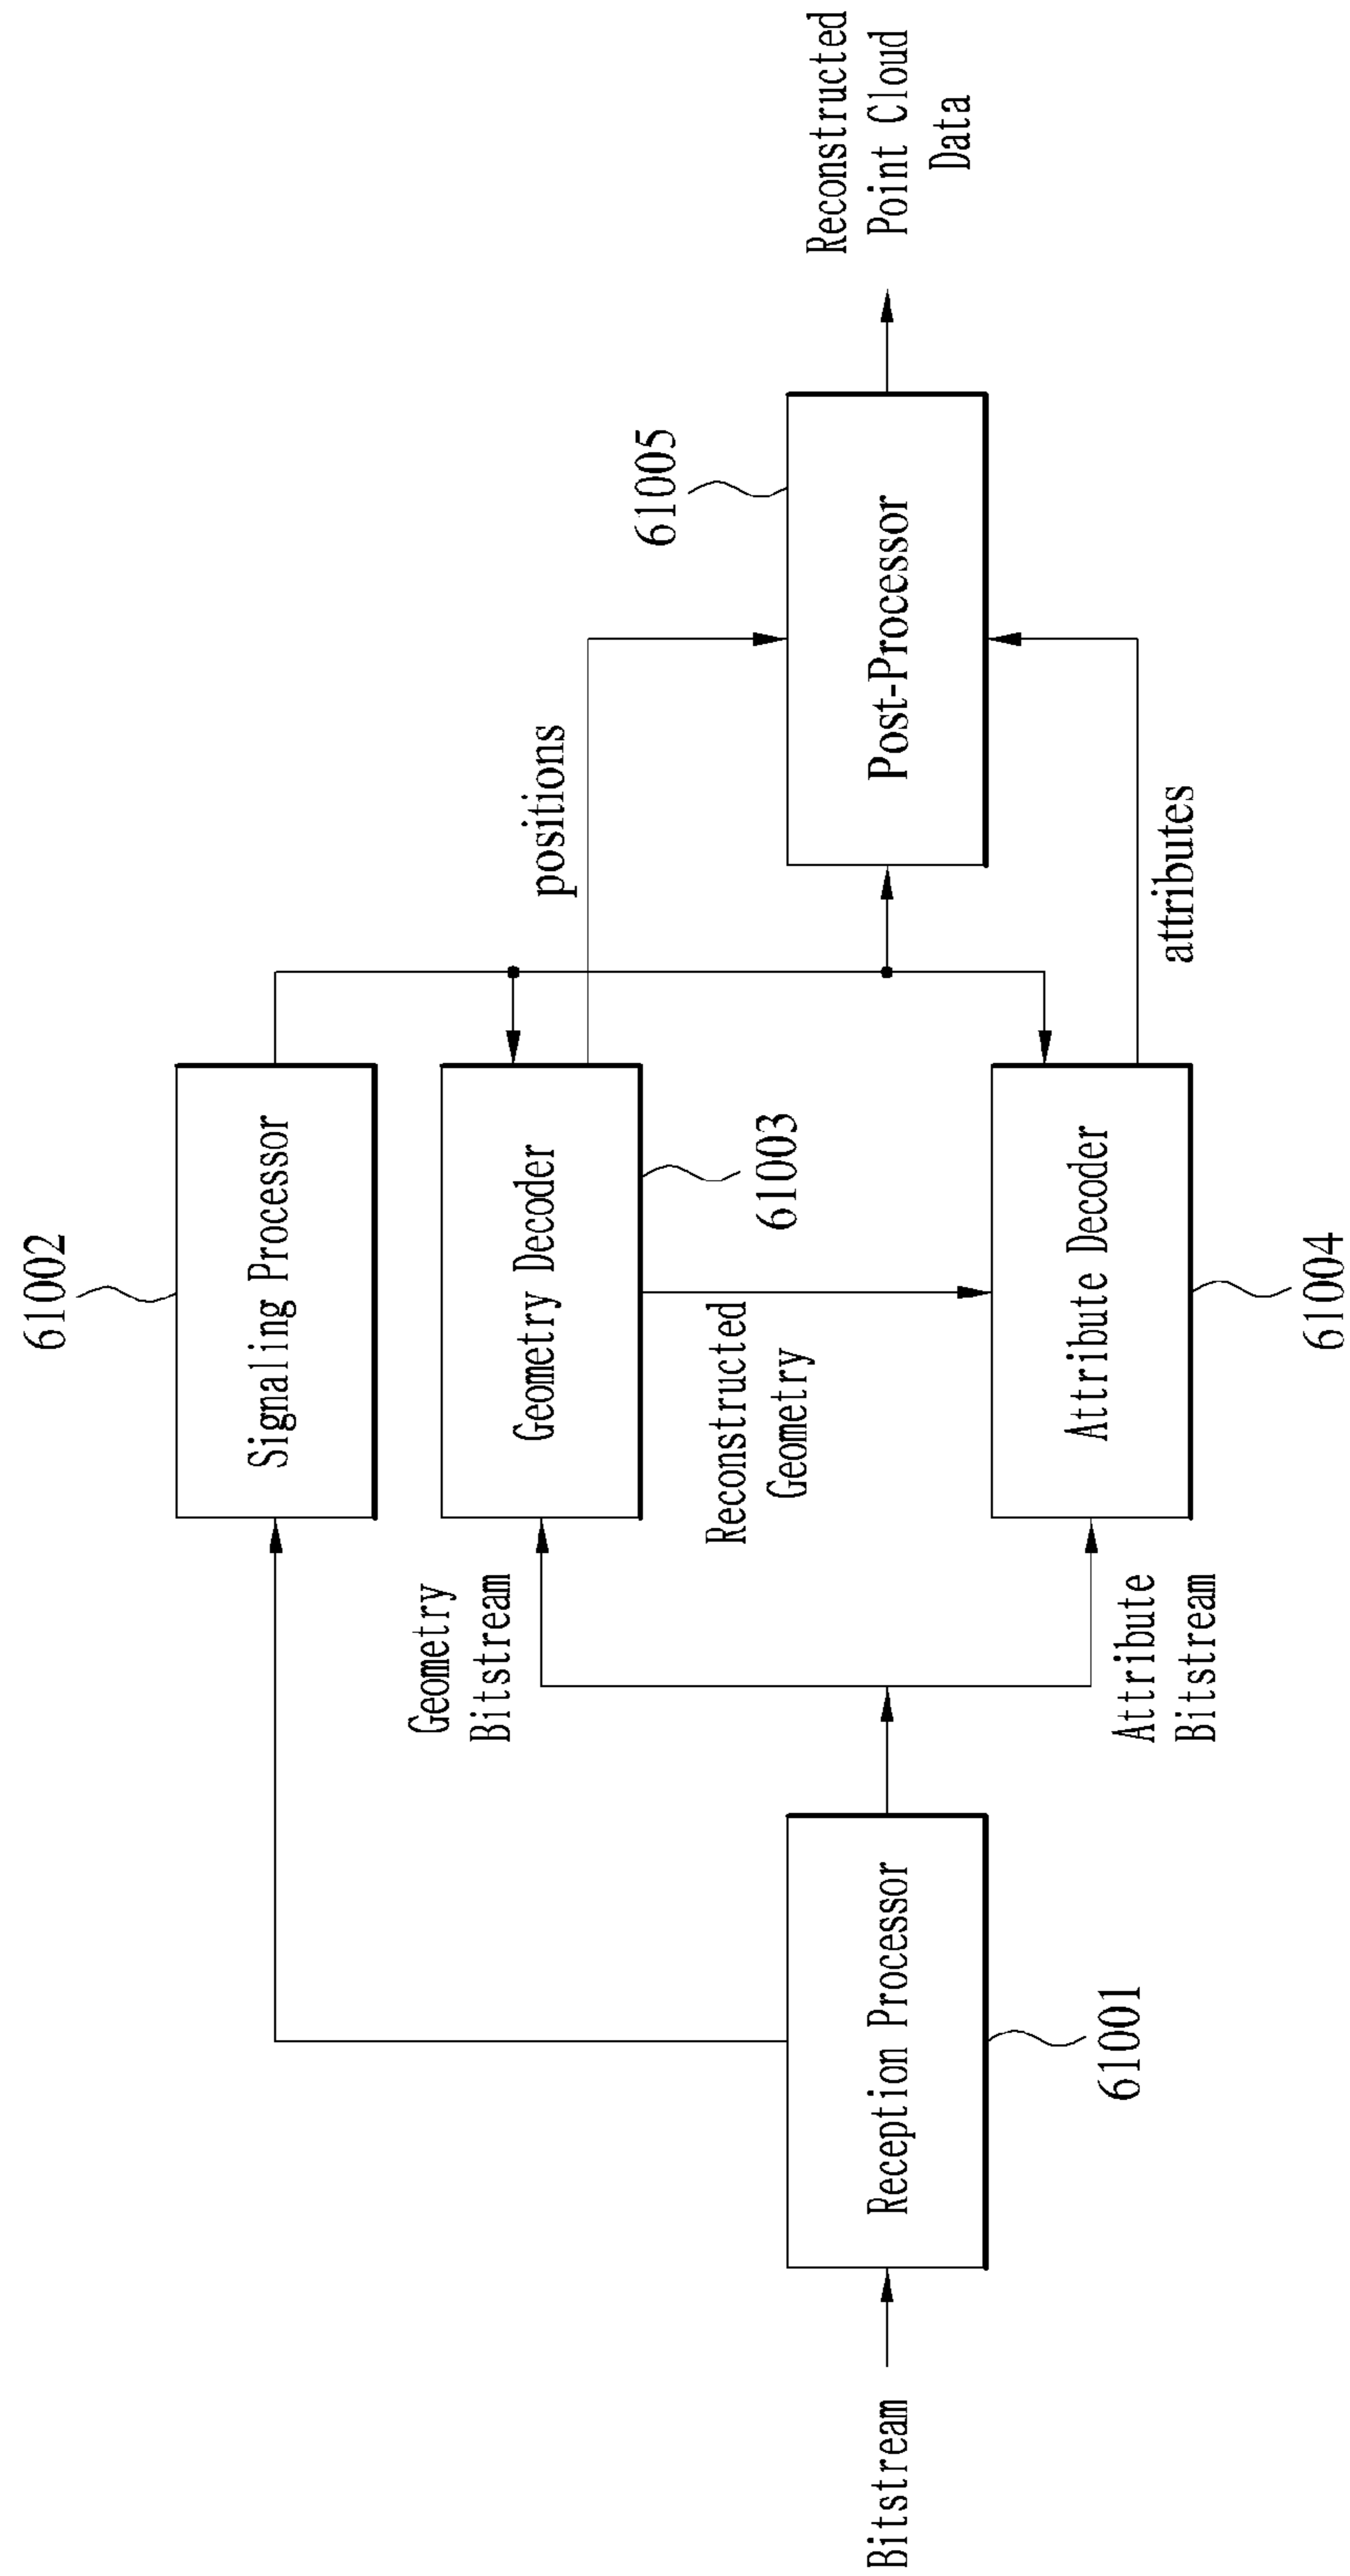 61002
Signaling Processor
Geometry
Bitstream
Geometry Decoder
61003
positions
61005
Reconstructed
Geometry
Bitstream
Reception Processor
61001
Post-Processor
Reconstructed
Point Cloud
Data
Attribute
Bitstream
Attribute Decoder
61004
attributes